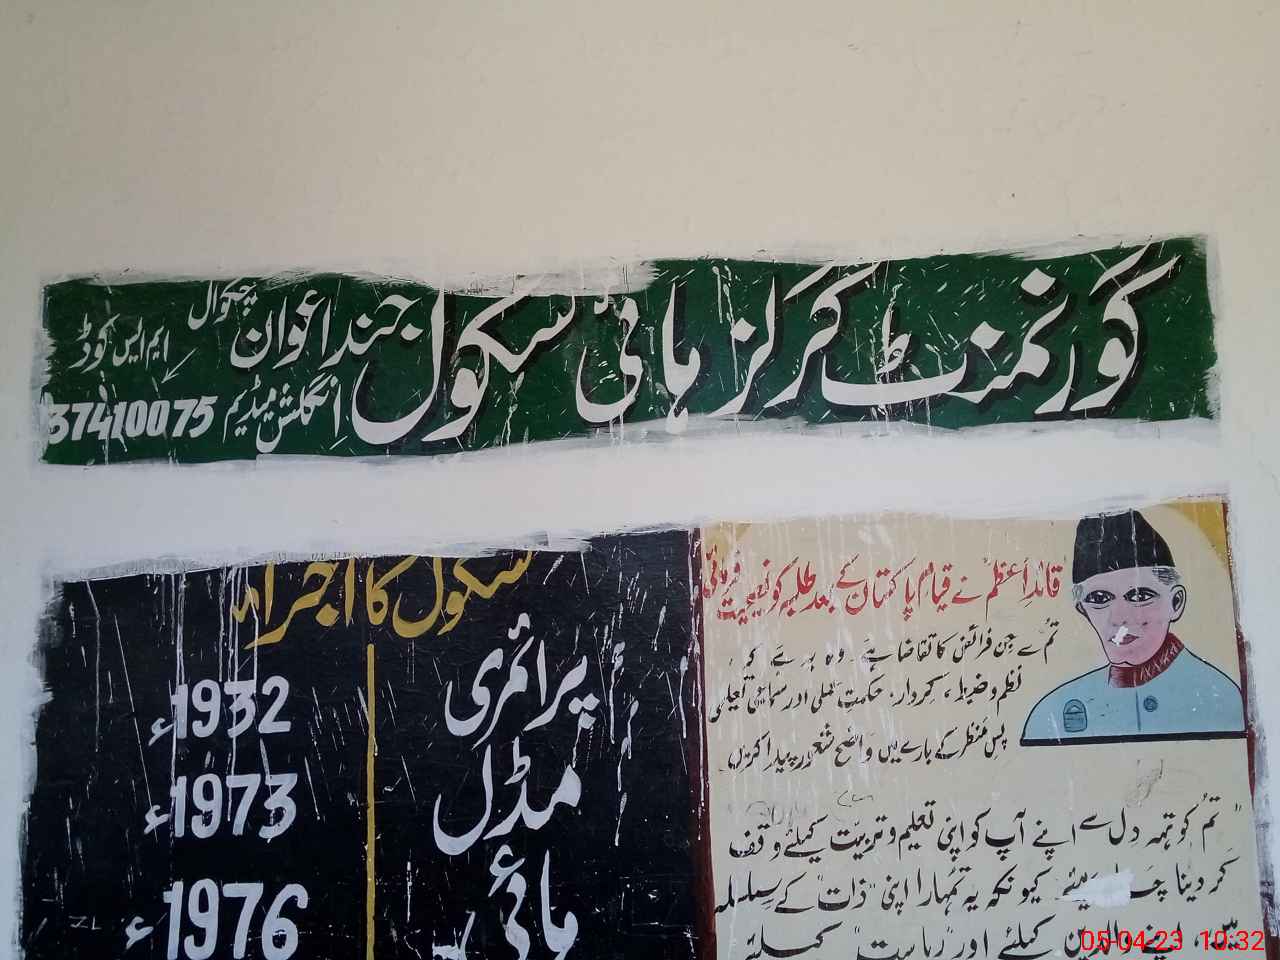 گورنمنٹ گرلز ہائی سکول جند اعوان چکوال
انگلش میڈیم
ایم ایس کوڈ
37410075
سکول کا اجراء
پرائمری 1932ء
مڈل 1973ء
ہائی 1976ء
قائداعظمؒ نے قیام پاکستان کے بعد طلبہ کو نصیحت فرمائی
تم سے جن فرائض کا تقاضا ہے وہ یہ ہے کہ
نظم و ضبط، کردار، حکمت عملی اور سماجی تعلیمی
پس منظر کے بارے میں واضح شعور پیدا کریں
"تم کو تہہ دل سے اپنے آپ کو اپنی تعلیم و تربیت کیلئے وقف
کر دینا چاہیئے کیونکہ یہ تمہارا اپنی "ذات" کے سلسلہ
میں، اپنے والدین کیلئے اور "ریاست" کیلئے
05-04-23 10:32